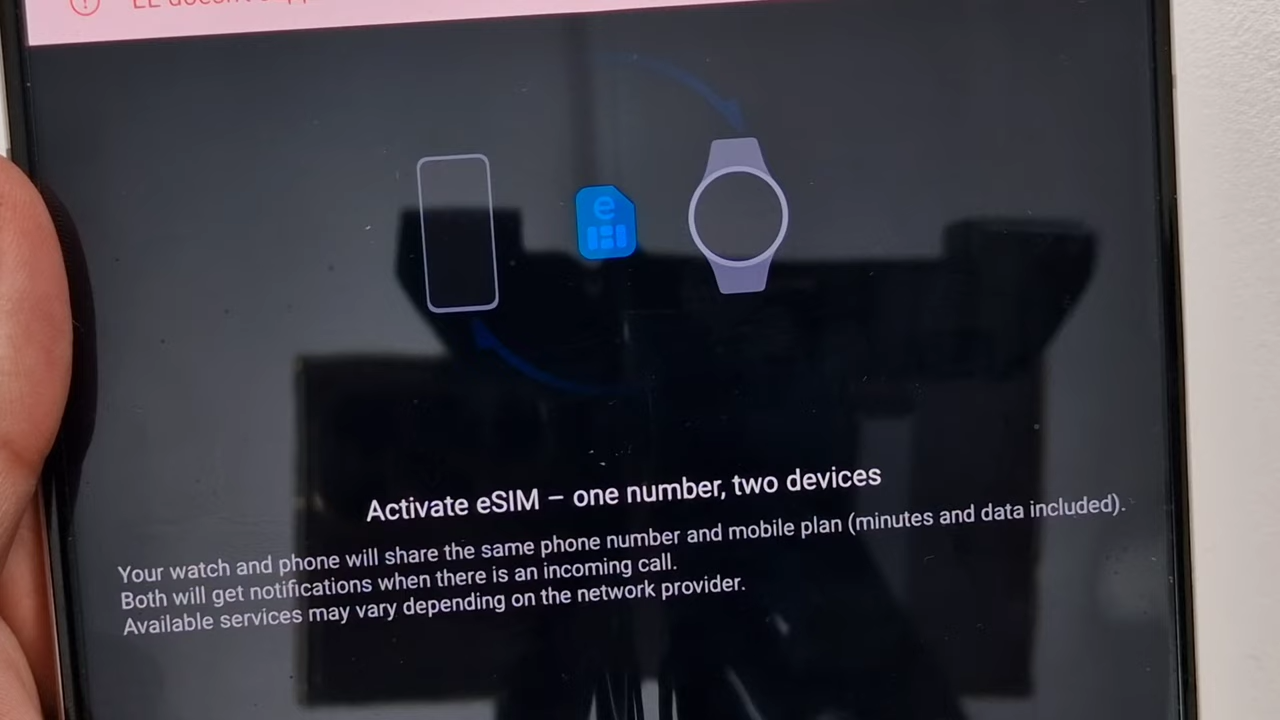 EE doesn't
e
Activate eSIM – one number, two devices
Your watch and phone will share the same phone number and mobile plan (minutes and data included).
Both will get notifications when there is an incoming call.
Available services may vary depending on the network provider.